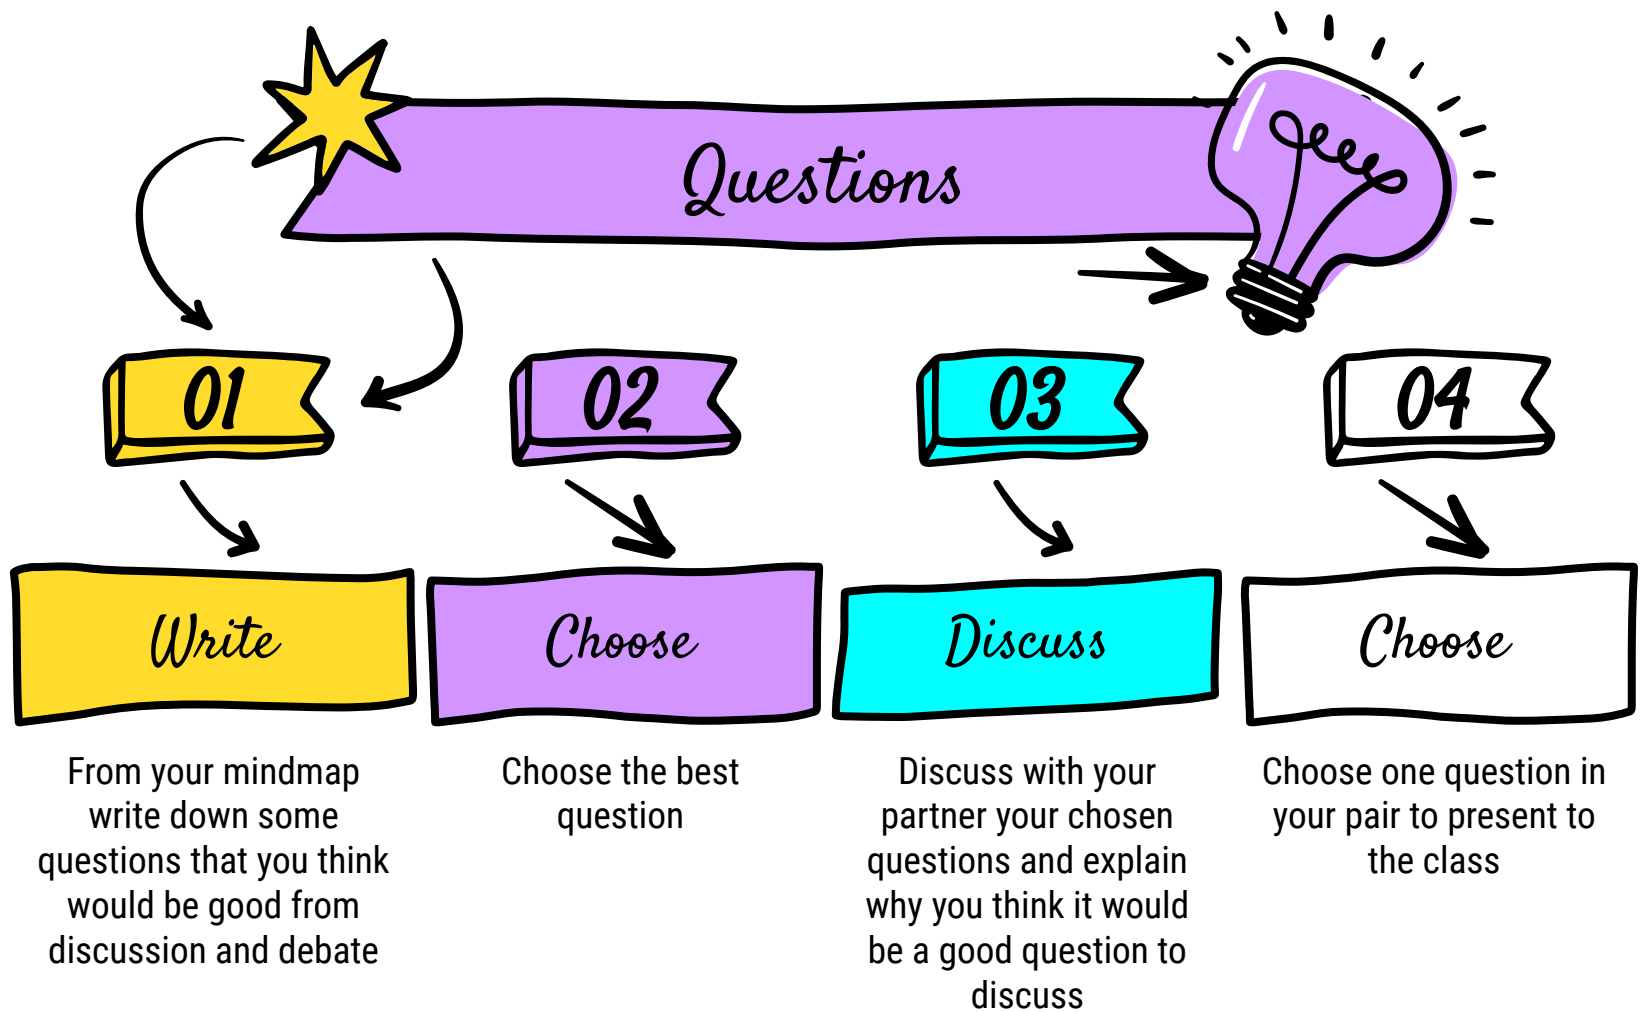 Questions
01
02
03
04
Write
Choose
Discuss
Choose
From your mindmap
write down some
questions that you think
would be good from
discussion and debate
Choose the best
question
Discuss with your
partner your chosen
questions and explain
why you think it would
be a good question to
discuss
Choose one question in
your pair to present to
the class